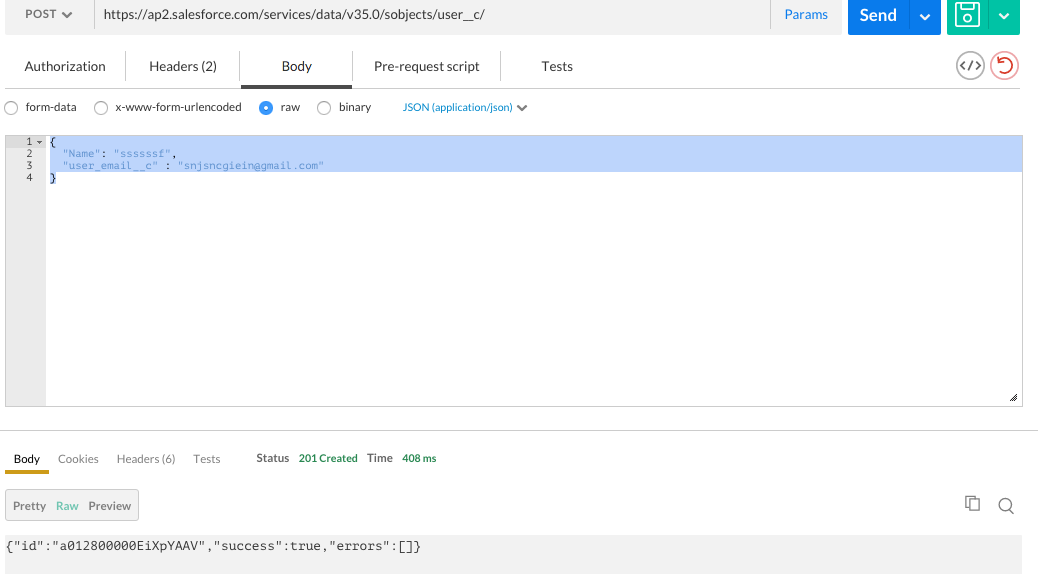 POST https://ap2.salesforce.com/services/data/v35.0/sobjects/user__c/ Params Send
Authorization Headers (2) Body Pre-request script Tests
form-data x-www-form-urlencoded raw binary JSON (application/json)
1 {
2 "Name": "ssssssf",
3 "user_email__c" : "snjsncgiein@gmail.com"
4 }
Body Cookies Headers (6) Tests Status 201 Created Time 408 ms
Pretty Raw Preview
{"id":"a012800000EiXpYAAV","success":true,"errors":[]}